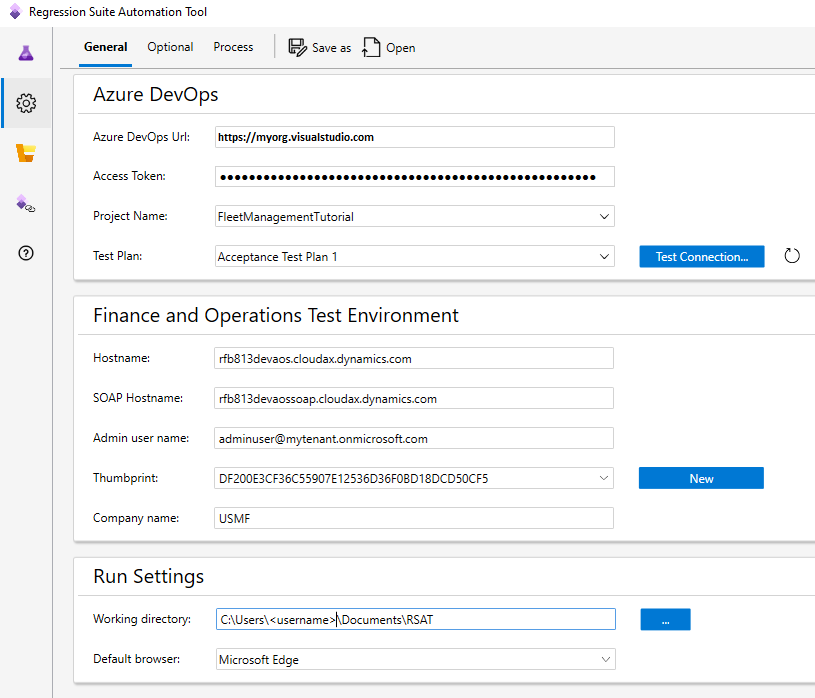 Regression Suite Automation Tool
General Optional Process Save as Open
Azure DevOps
Azure DevOps Url: https://myorg.visualstudio.com
Access Token: ●●●●●●●●●●●●●●●●●●●●●●●●●●●●●●●●●●●●●●●●●●●●●●●●●●●●
Project Name: FleetManagementTutorial
Test Plan: Acceptance Test Plan 1 Test Connection...
Finance and Operations Test Environment
Hostname: rfb813devaos.cloudax.dynamics.com
SOAP Hostname: rfb813devaossoap.cloudax.dynamics.com
Admin user name: adminuser@mytenant.onmicrosoft.com
Thumbprint: DF200E3CF36C55907E12536D36F0BD18DCD50CF5 New
Company name: USMF
Run Settings
Working directory: C:\Users\<username>\Documents\RSAT ...
Default browser: Microsoft Edge